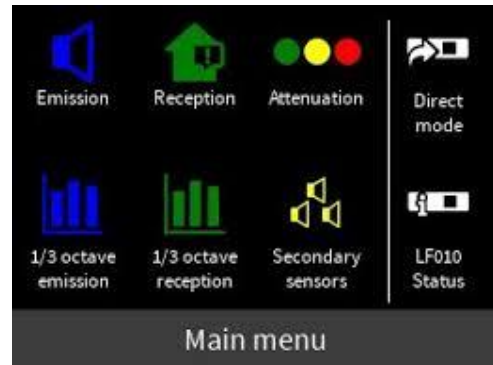 Emission
Reception
Attenuation
Direct
mode
1/3 octave
emission
1/3 octave
reception
Secondary
sensors
LF010
Status
Main menu